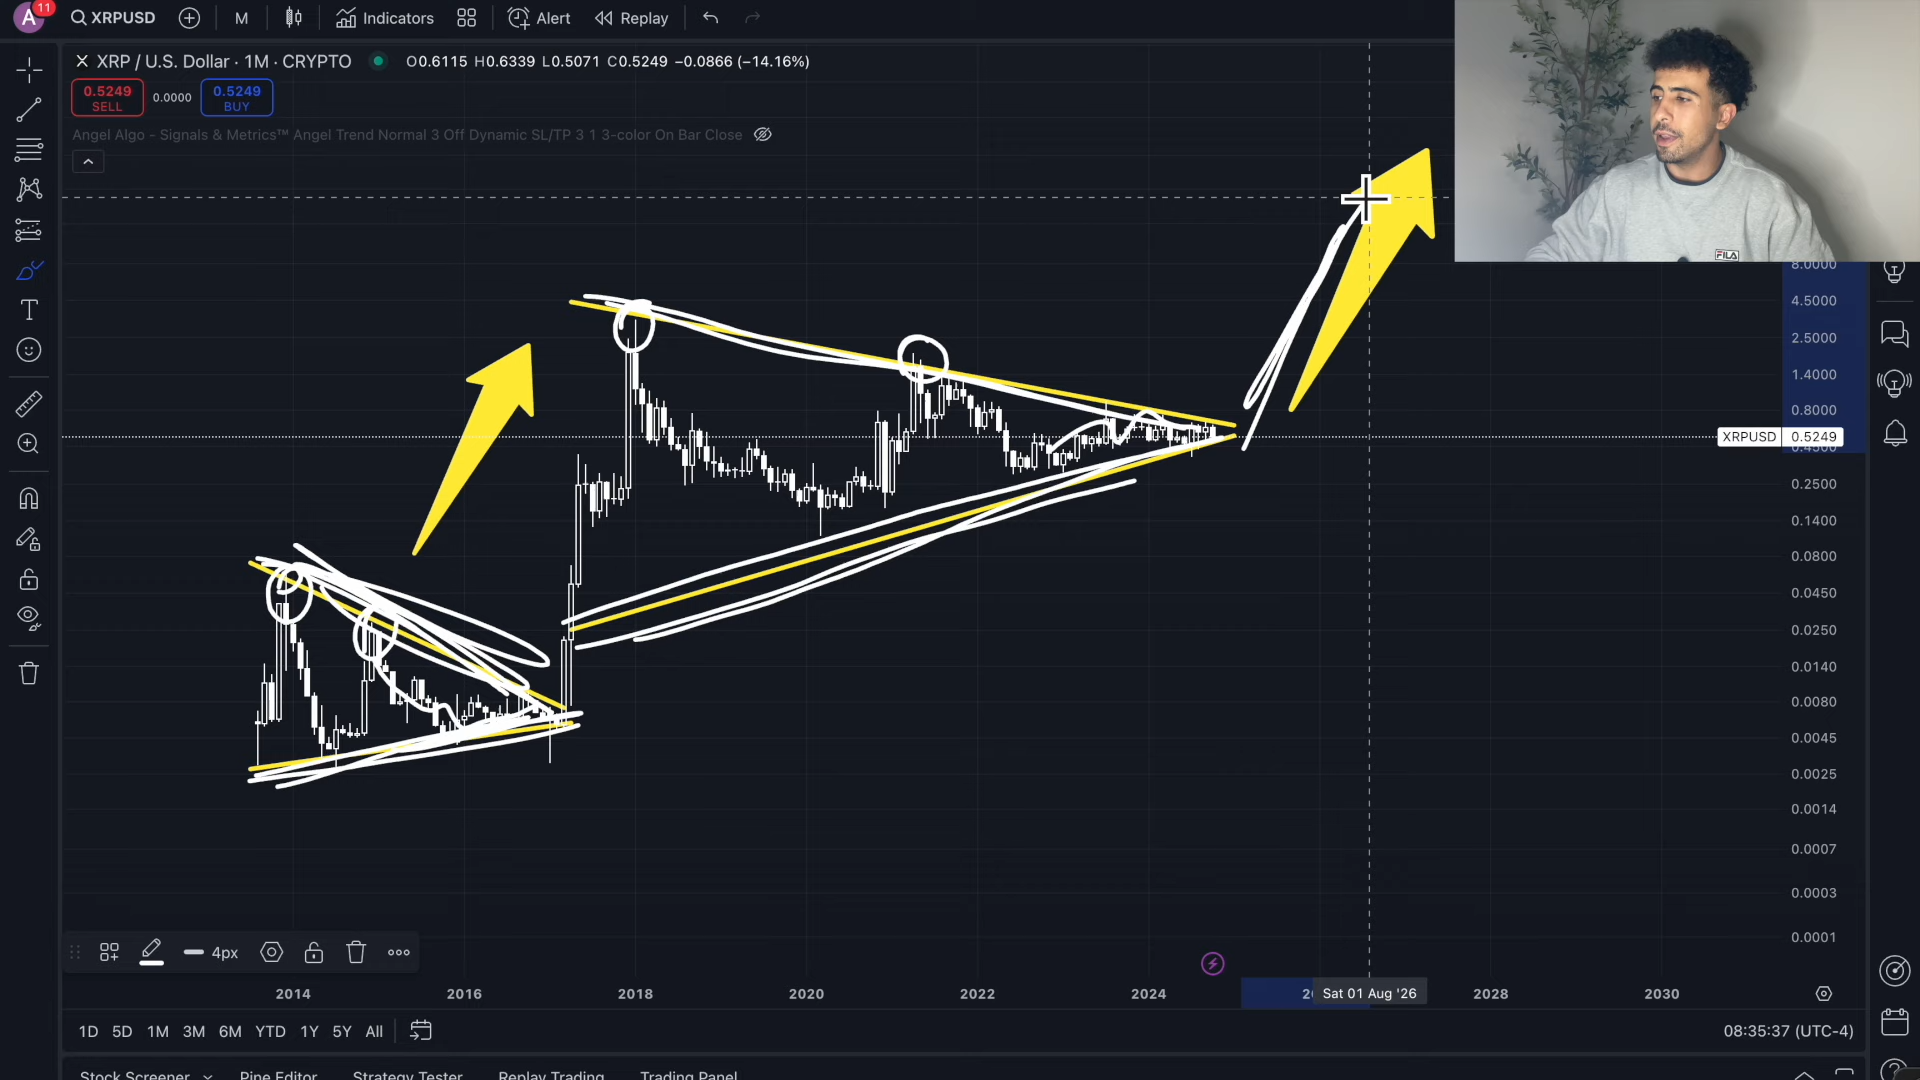 A 11 XRPUSD M Indicators Alert Replay
XRP / U.S. Dollar · 1M · CRYPTO O0.6115 H0.6339 L0.5071 C0.5249 −0.0866 (−14.16%)
0.5249 0.0000 0.5249
SELL BUY
Angel Algo - Signals & Metrics™ Angel Trend Normal 3 Off Dynamic SL/TP 3 1 3-color On Bar Close
FILA
8.0000
4.5000
2.5000
1.4000
0.8000
XRPUSD 0.5249
0.4500
0.2500
0.1400
0.0800
0.0450
0.0250
0.0140
0.0080
0.0045
0.0025
0.0014
0.0007
0.0003
0.0001
4px
2014 2016 2018 2020 2022 2024 Sat 01 Aug '26 2028 2030
1D 5D 1M 3M 6M YTD 1Y 5Y All 08:35:37 (UTC-4)
Stock Screener Pine Editor Strategy Tester Replay Trading Trading Panel